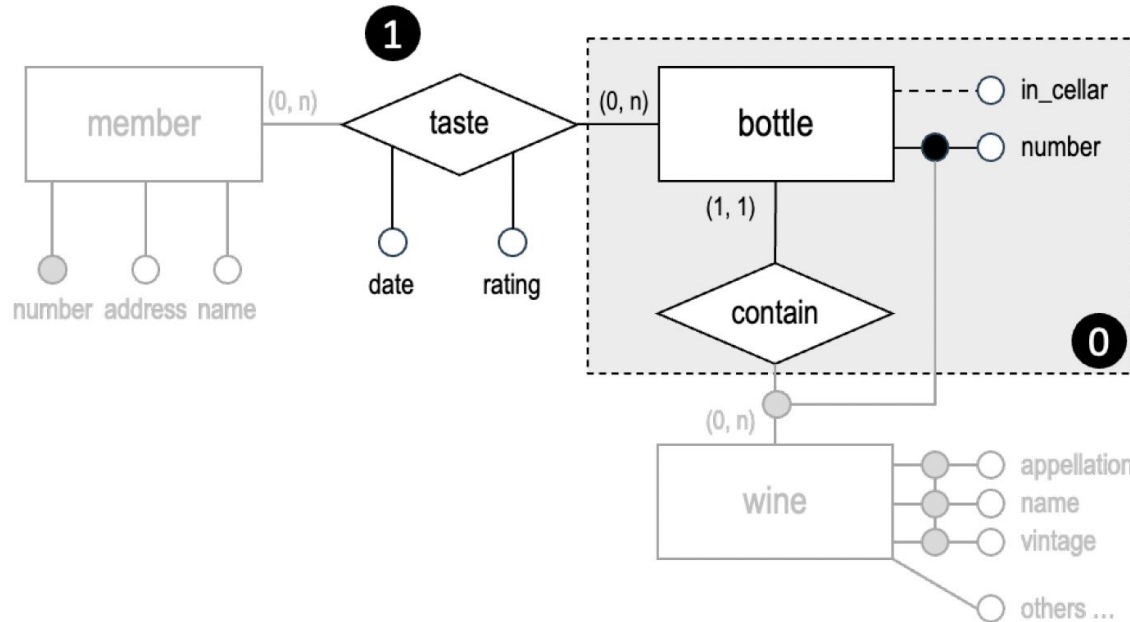 1
member
(0, n)
taste
(0, n)
bottle
in_cellar
number
(1, 1)
number
address
name
date
rating
contain
0
(0, n)
wine
appellation
name
vintage
others ...